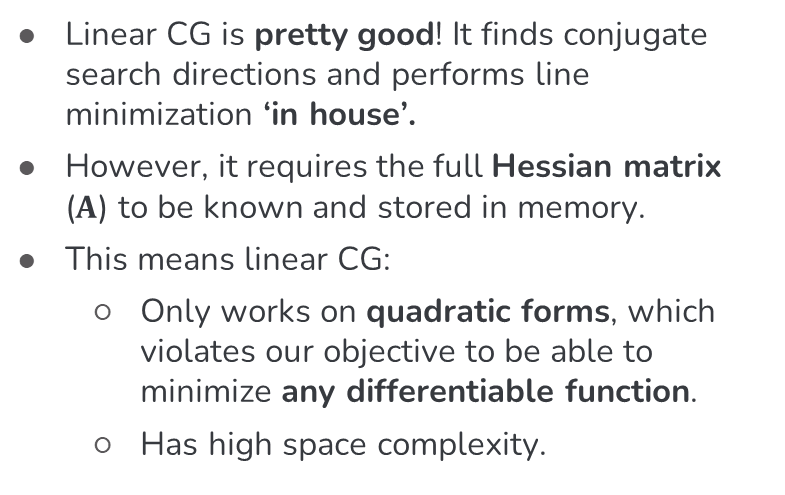 ● Linear CG is pretty good! It finds conjugate
search directions and performs line
minimization ‘in house’.
● However, it requires the full Hessian matrix
(A) to be known and stored in memory.
● This means linear CG:
○ Only works on quadratic forms, which
violates our objective to be able to
minimize any differentiable function.
○ Has high space complexity.